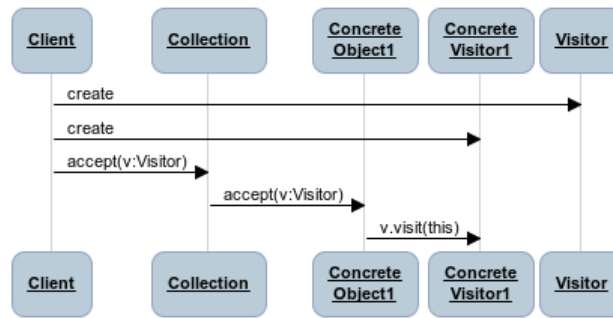 Client
Collection
Concrete
Object1
Concrete
Visitor1
Visitor
create
create
accept(v:Visitor)
accept(v:Visitor)
v.visit(this)
Client
Collection
Concrete
Object1
Concrete
Visitor1
Visitor